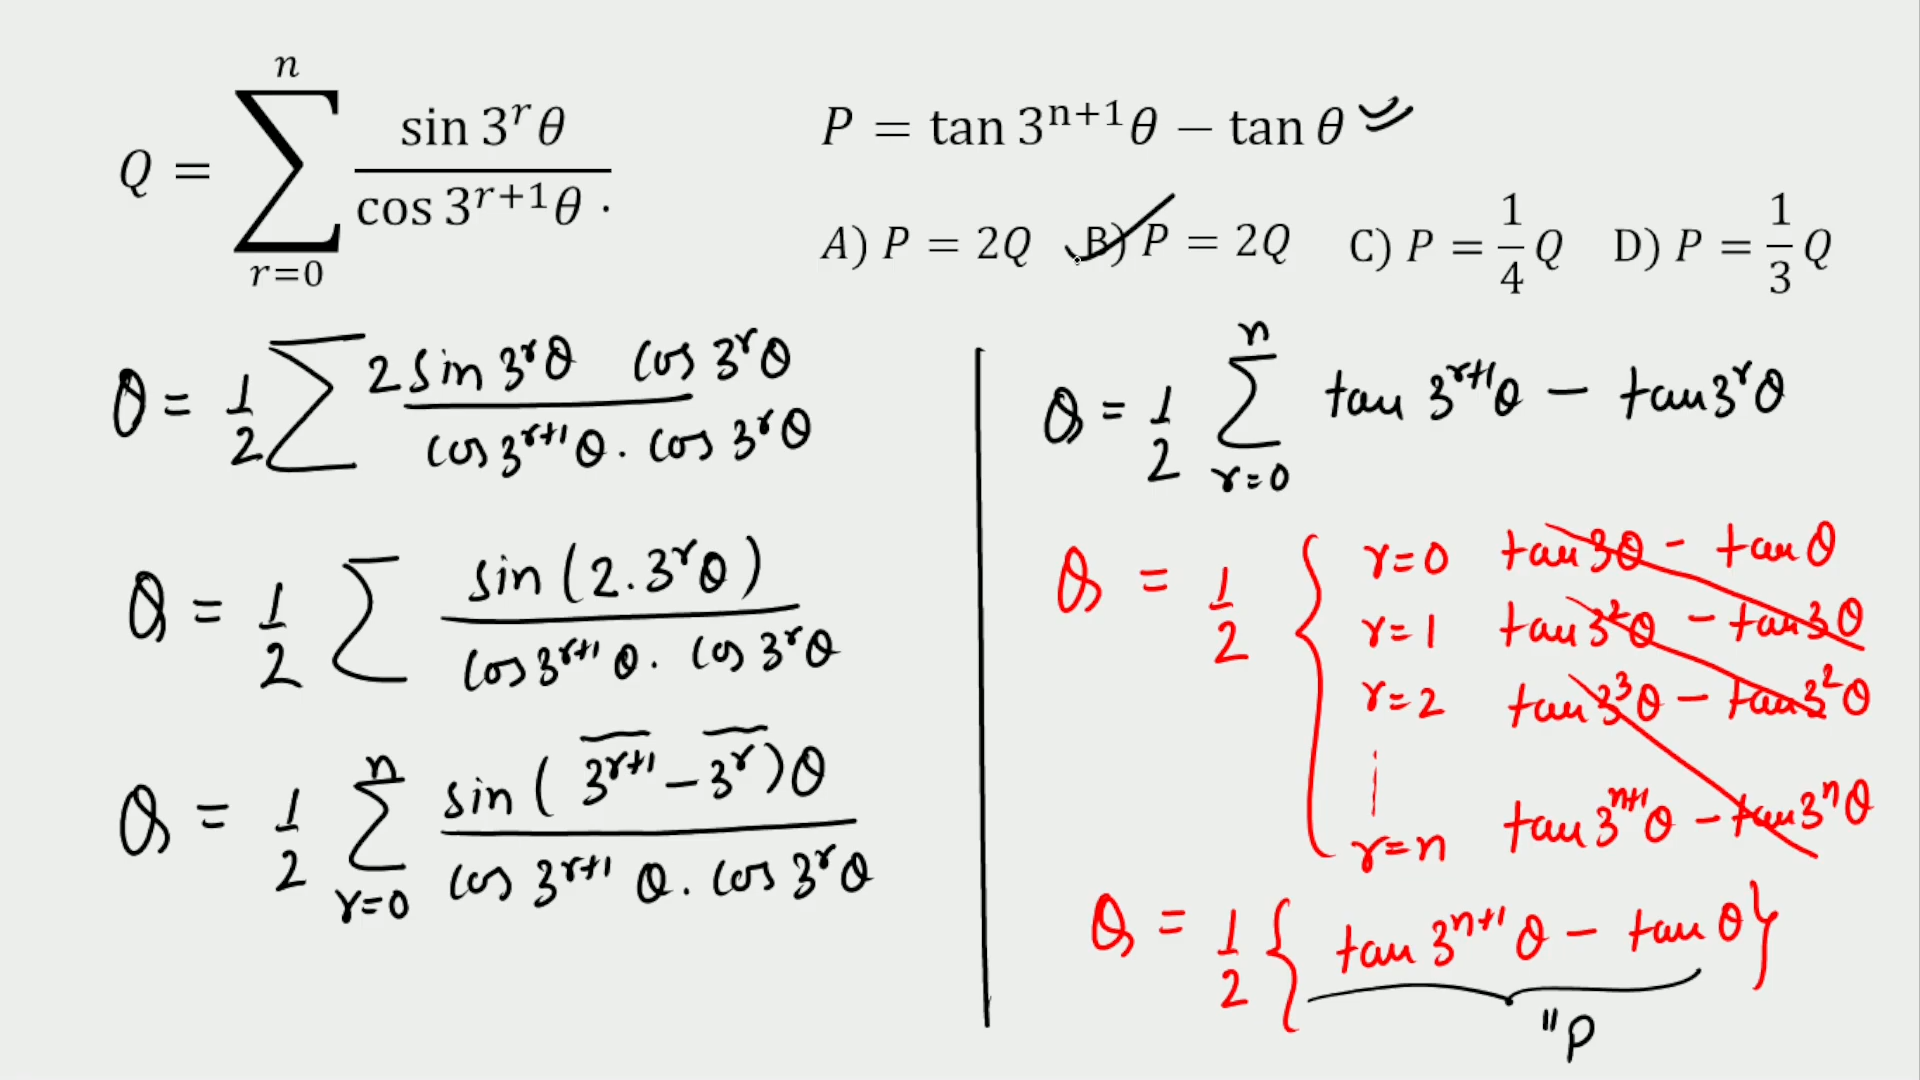 Q = ∑_{r=0}^{n} sin 3^r θ / cos 3^{r+1} θ .
P = tan 3^{n+1} θ − tan θ
A) P = 2Q B) P = 2Q C) P = 1/4 Q D) P = 1/3 Q
Q = 1/2 ∑ 2 sin 3^r θ cos 3^r θ / cos 3^{r+1} θ . cos 3^r θ
Q = 1/2 ∑ sin (2.3^r θ) / cos 3^{r+1} θ . cos 3^r θ
Q = 1/2 ∑_{r=0}^{n} sin (3^{r+1} − 3^r) θ / cos 3^{r+1} θ . cos 3^r θ
Q = 1/2 ∑_{r=0}^{n} tan 3^{r+1} θ − tan 3^r θ
Q = 1/2 {
r=0 tan 3θ − tan θ
r=1 tan 3^2 θ − tan 3θ
r=2 tan 3^3 θ − tan 3^2 θ
r=n tan 3^{n+1} θ − tan 3^n θ
Q = 1/2 { tan 3^{n+1} θ − tan θ }
" P